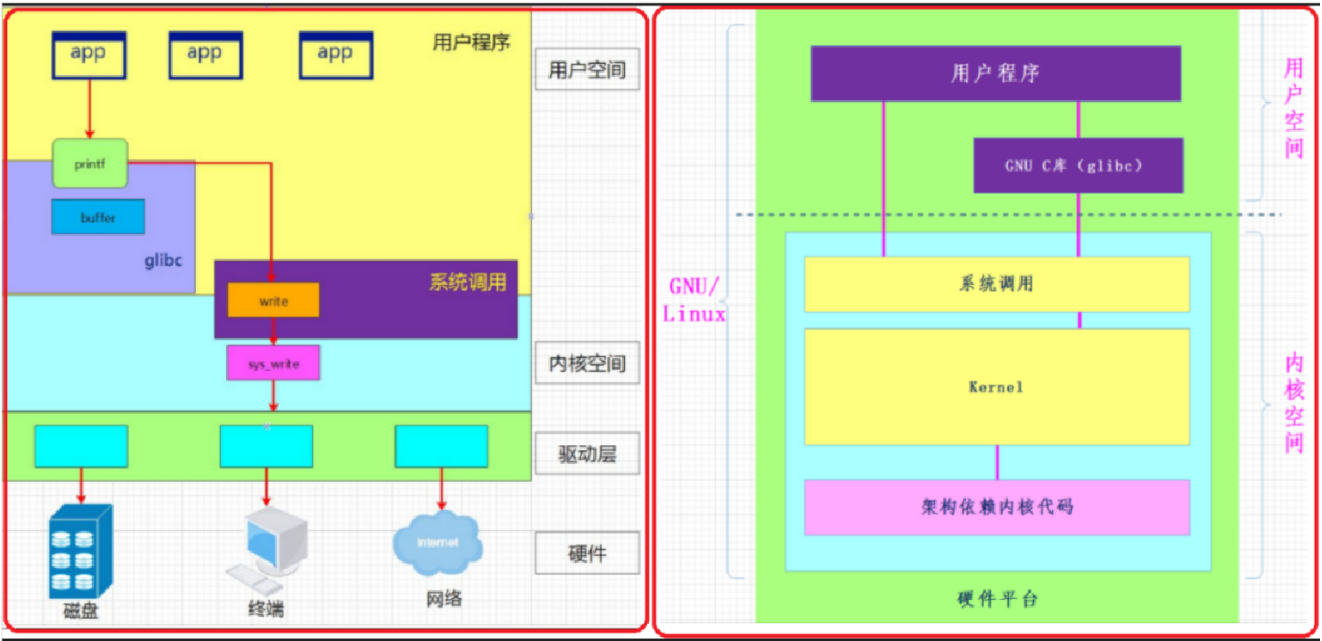 app
app
app
用户程序
用户空间
printf
buffer
glibc
系统调用
write
sys_write
内核空间
驱动层
internet
硬件
磁盘
终端
网络
用户程序
用户空间
GNU C库（glibc）
GNU/
Linux
系统调用
Kernel
内核空间
架构依赖内核代码
硬件平台